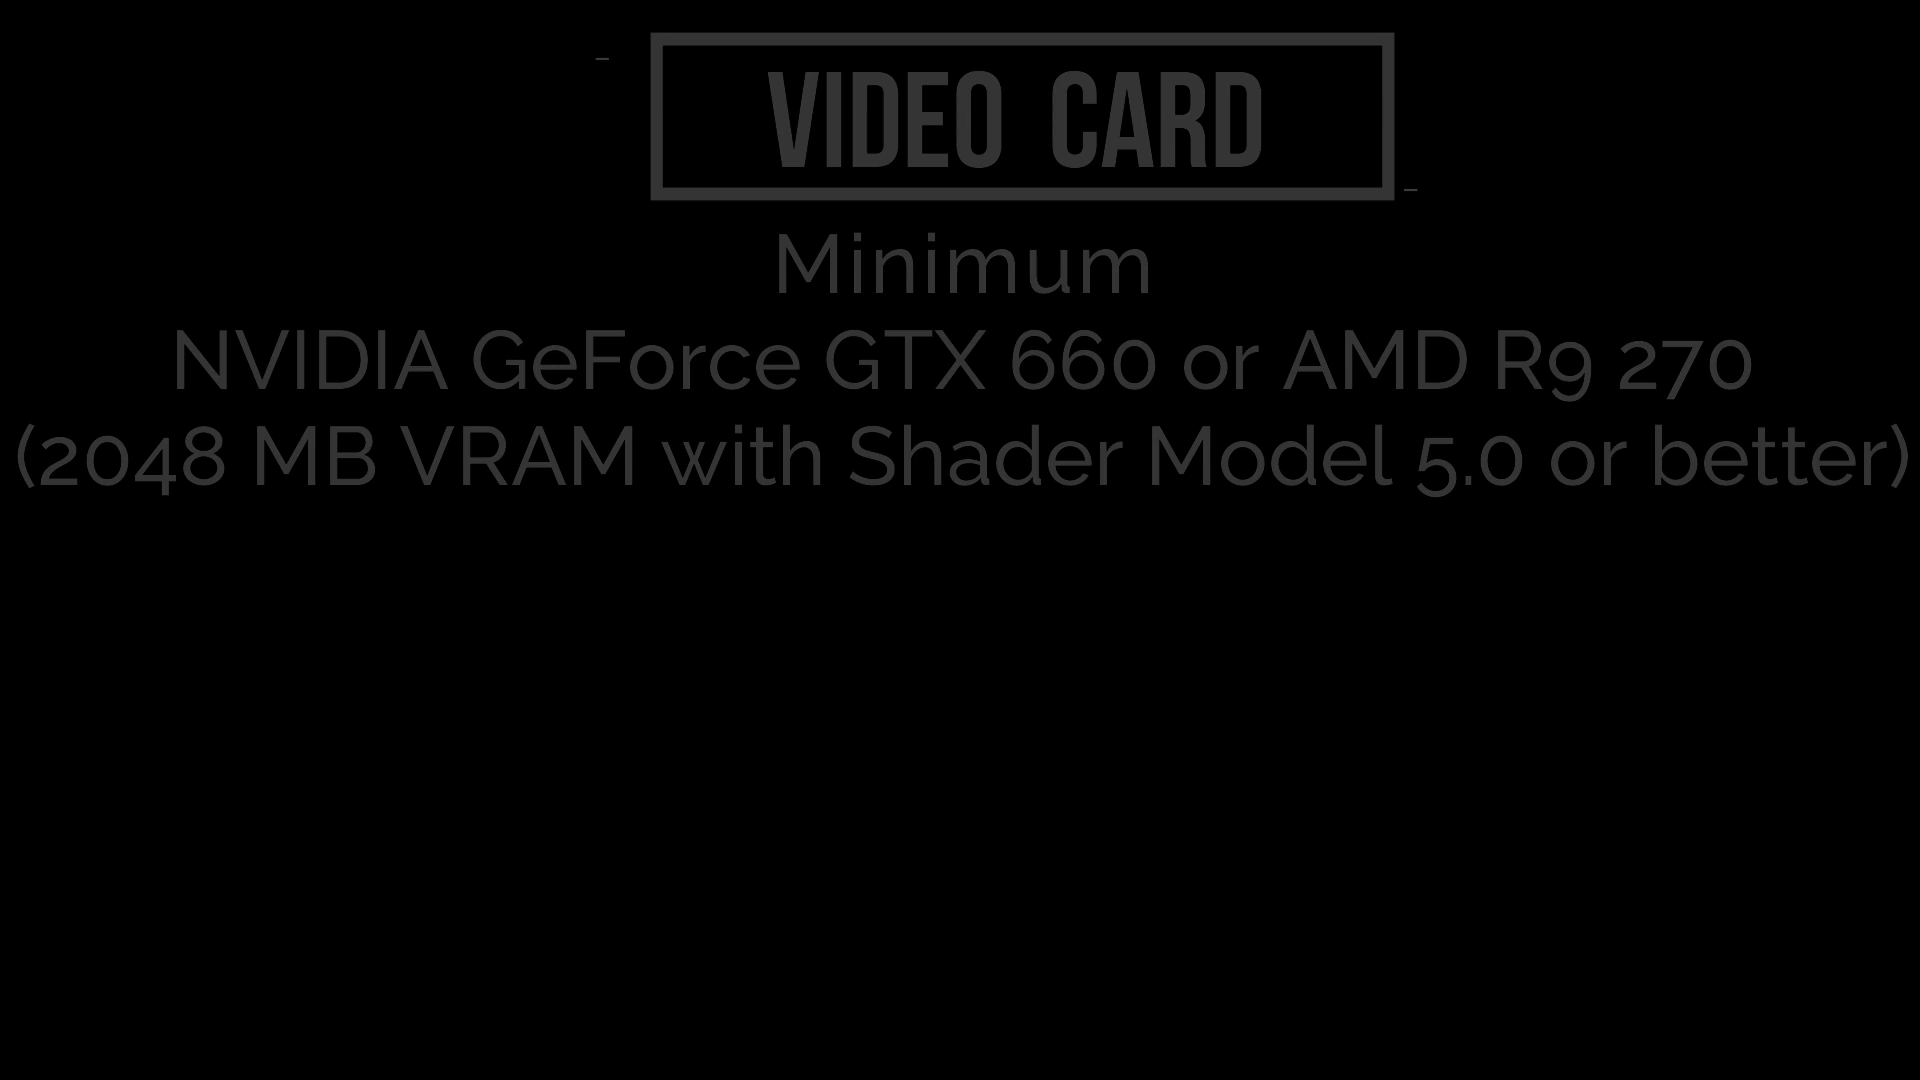 VIDEO CARD
Minimum
NVIDIA GeForce GTX 660 or AMD R9 270
(2048 MB VRAM with Shader Model 5.0 or better)